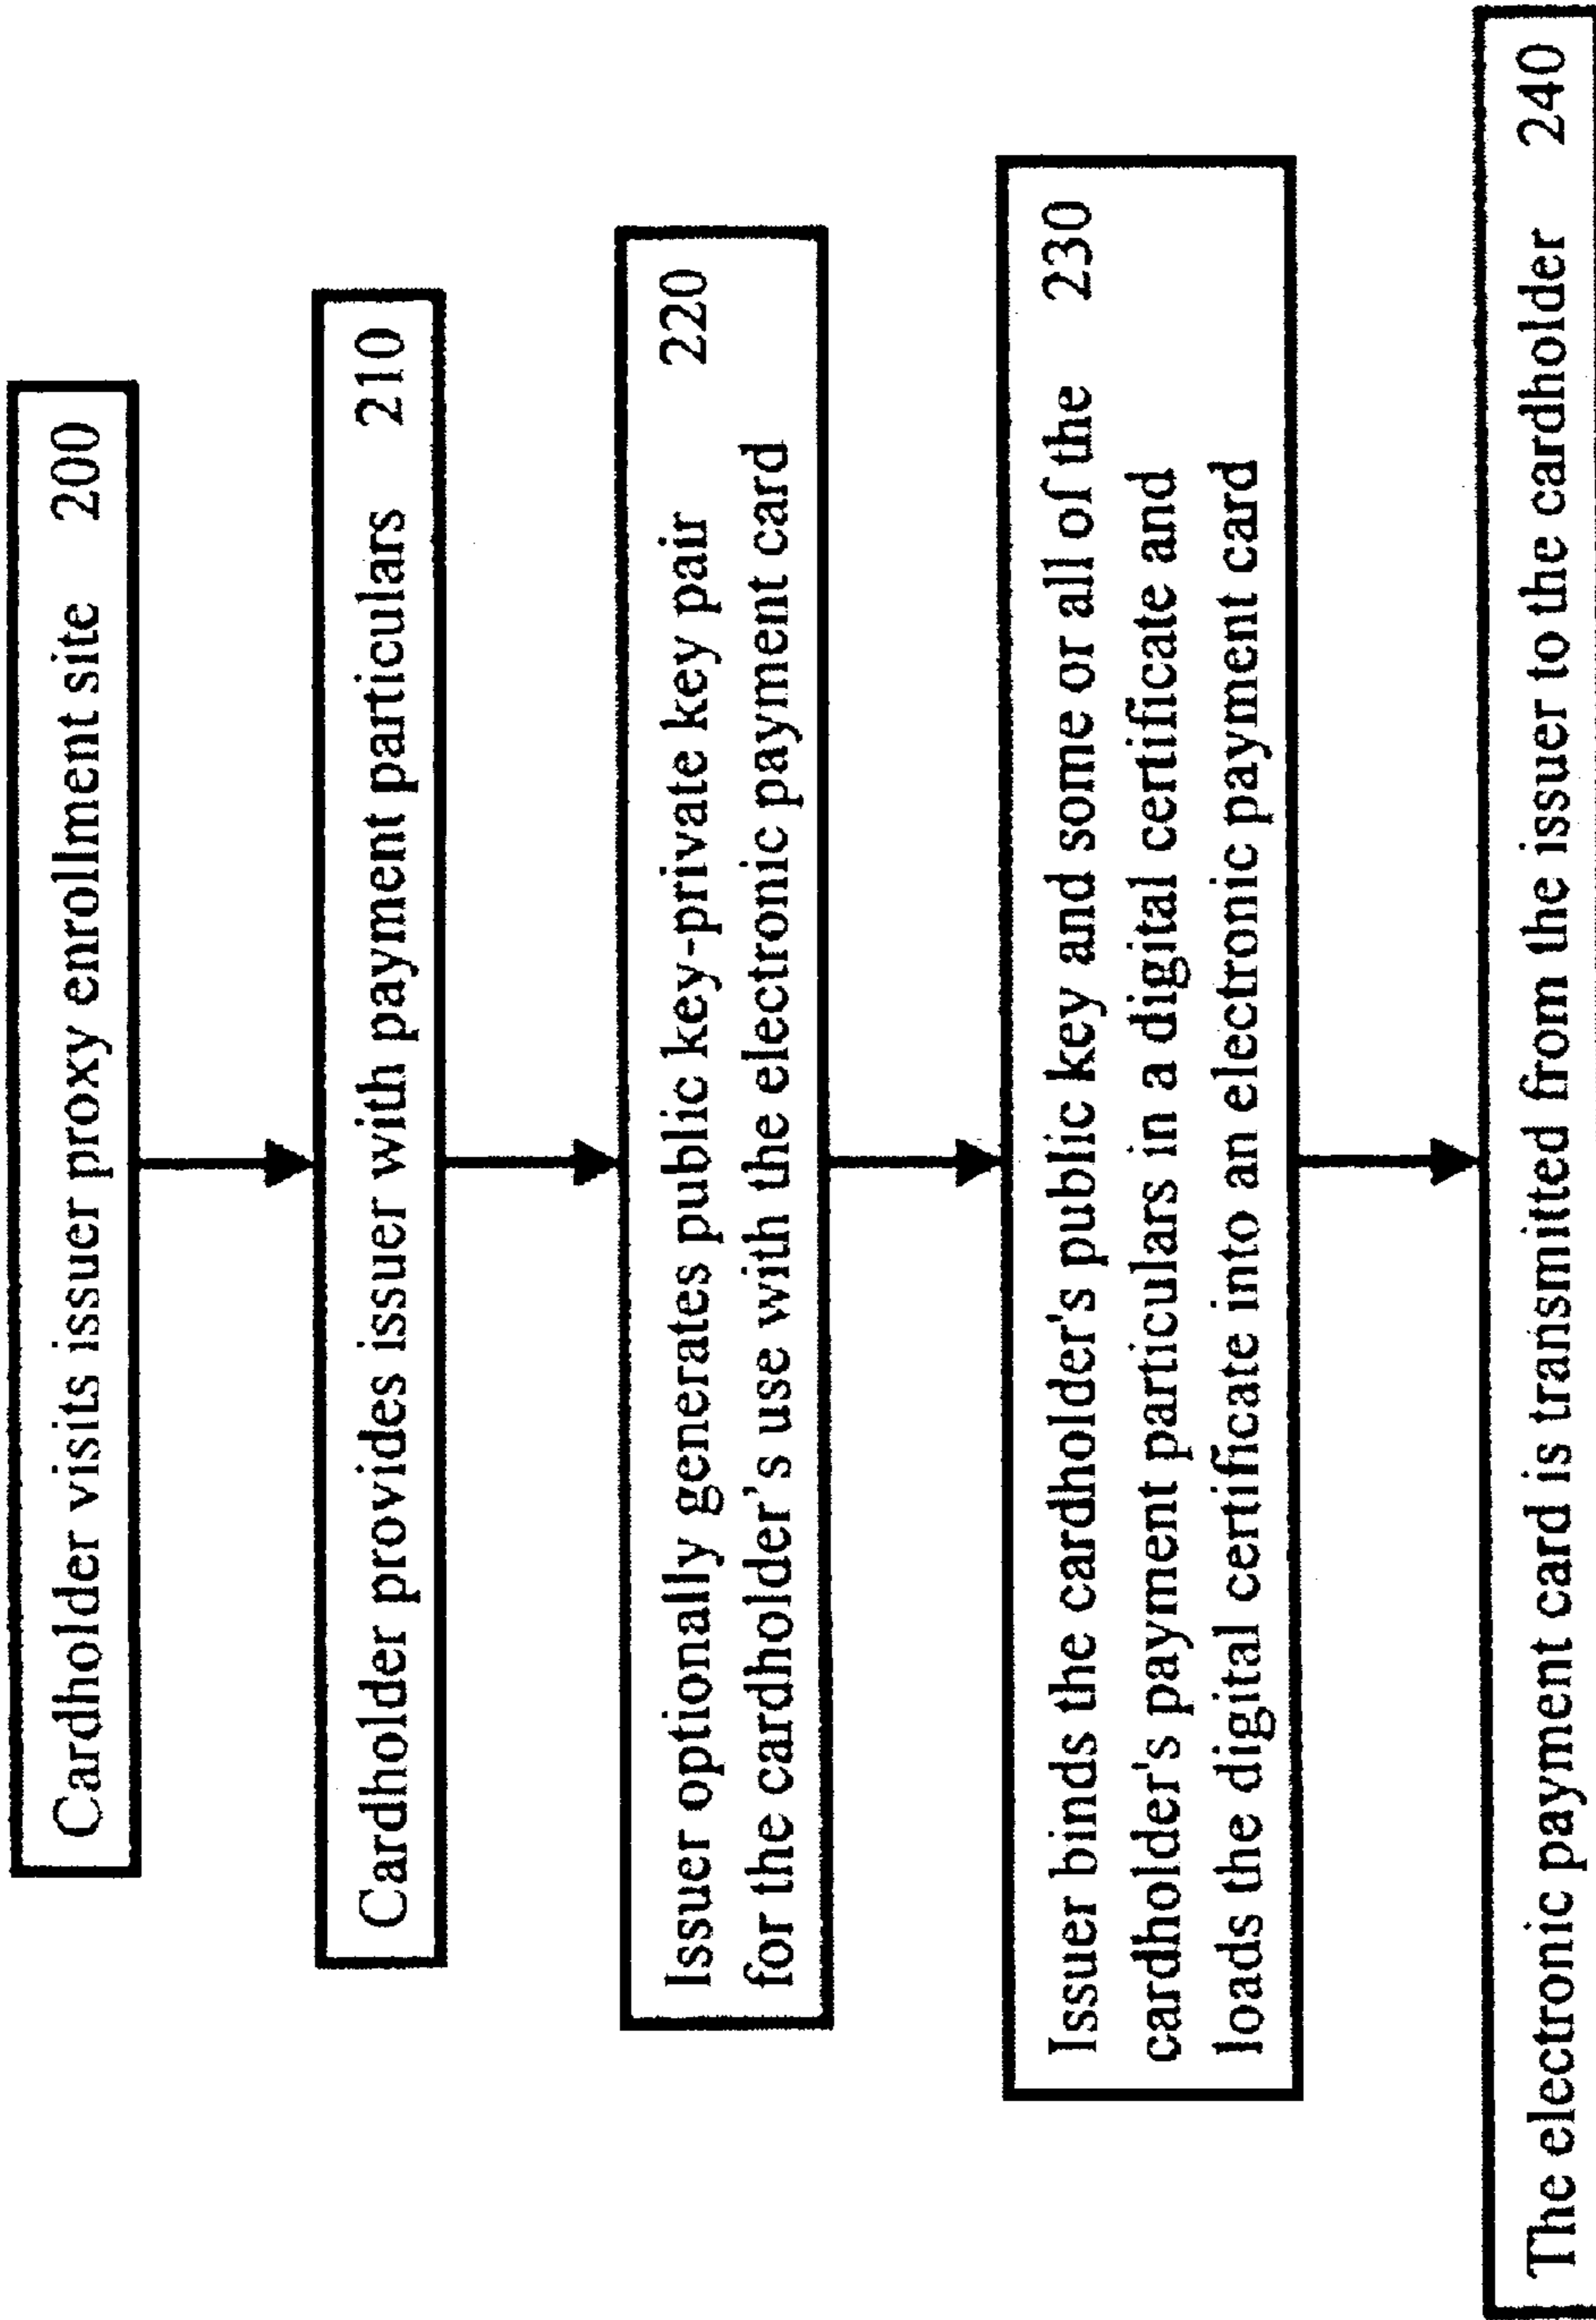 Cardholder visits issuer proxy enrollment site 200
Cardholder provides issuer with payment particulars 210
Issuer optionally generates public key-private key pair 220
for the cardholder's use with the electronic payment card
Issuer binds the cardholder's public key and some or all of the 230
cardholder's payment particulars in a digital certificate and
loads the digital certificate into an electronic payment card
The electronic payment card is transmitted from the issuer to the cardholder 240